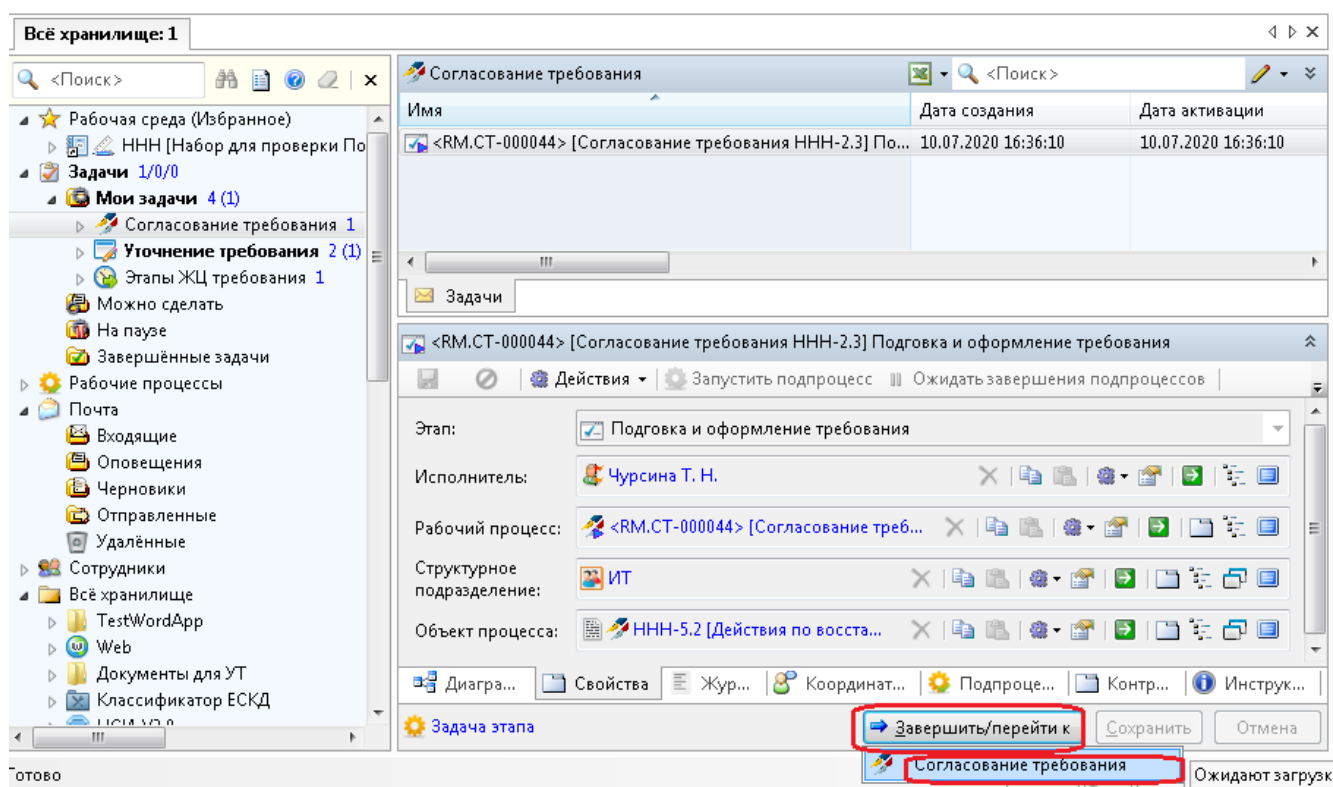 Всё хранилище: 1
<Поиск>
Рабочая среда (Избранное)
ННН [Набор для проверки По
Задачи 1/0/0
Мои задачи 4 (1)
Согласование требования 1
Уточнение требования 2 (1)
Этапы ЖЦ требования 1
Можно сделать
На паузе
Завершённые задачи
Рабочие процессы
Почта
Входящие
Оповещения
Черновики
Отправленные
Удалённые
Сотрудники
Всё хранилище
TestWordApp
Web
Документы для УТ
Классификатор ЕСКД
Согласование требования
<Поиск>
Имя Дата создания Дата активации
<RM.CT-000044> [Согласование требования ННН-2.3] По... 10.07.2020 16:36:10 10.07.2020 16:36:10
Задачи
<RM.CT-000044> [Согласование требования ННН-2.3] Подговка и оформление требования
Действия Запустить подпроцесс Ожидать завершения подпроцессов
Этап: Подговка и оформление требования
Исполнитель: Чурсина Т. Н.
Рабочий процесс: <RM.CT-000044> [Согласование треб...
Структурное
подразделение: ИТ
Объект процесса: ННН-5.2 [Действия по восста...
Диагра... Свойства Жур... Координат... Подпроце... Контр... Инструк...
Задача этапа Завершить/перейти к Сохранить Отмена
Согласование требования
Готово Ожидают загрузк